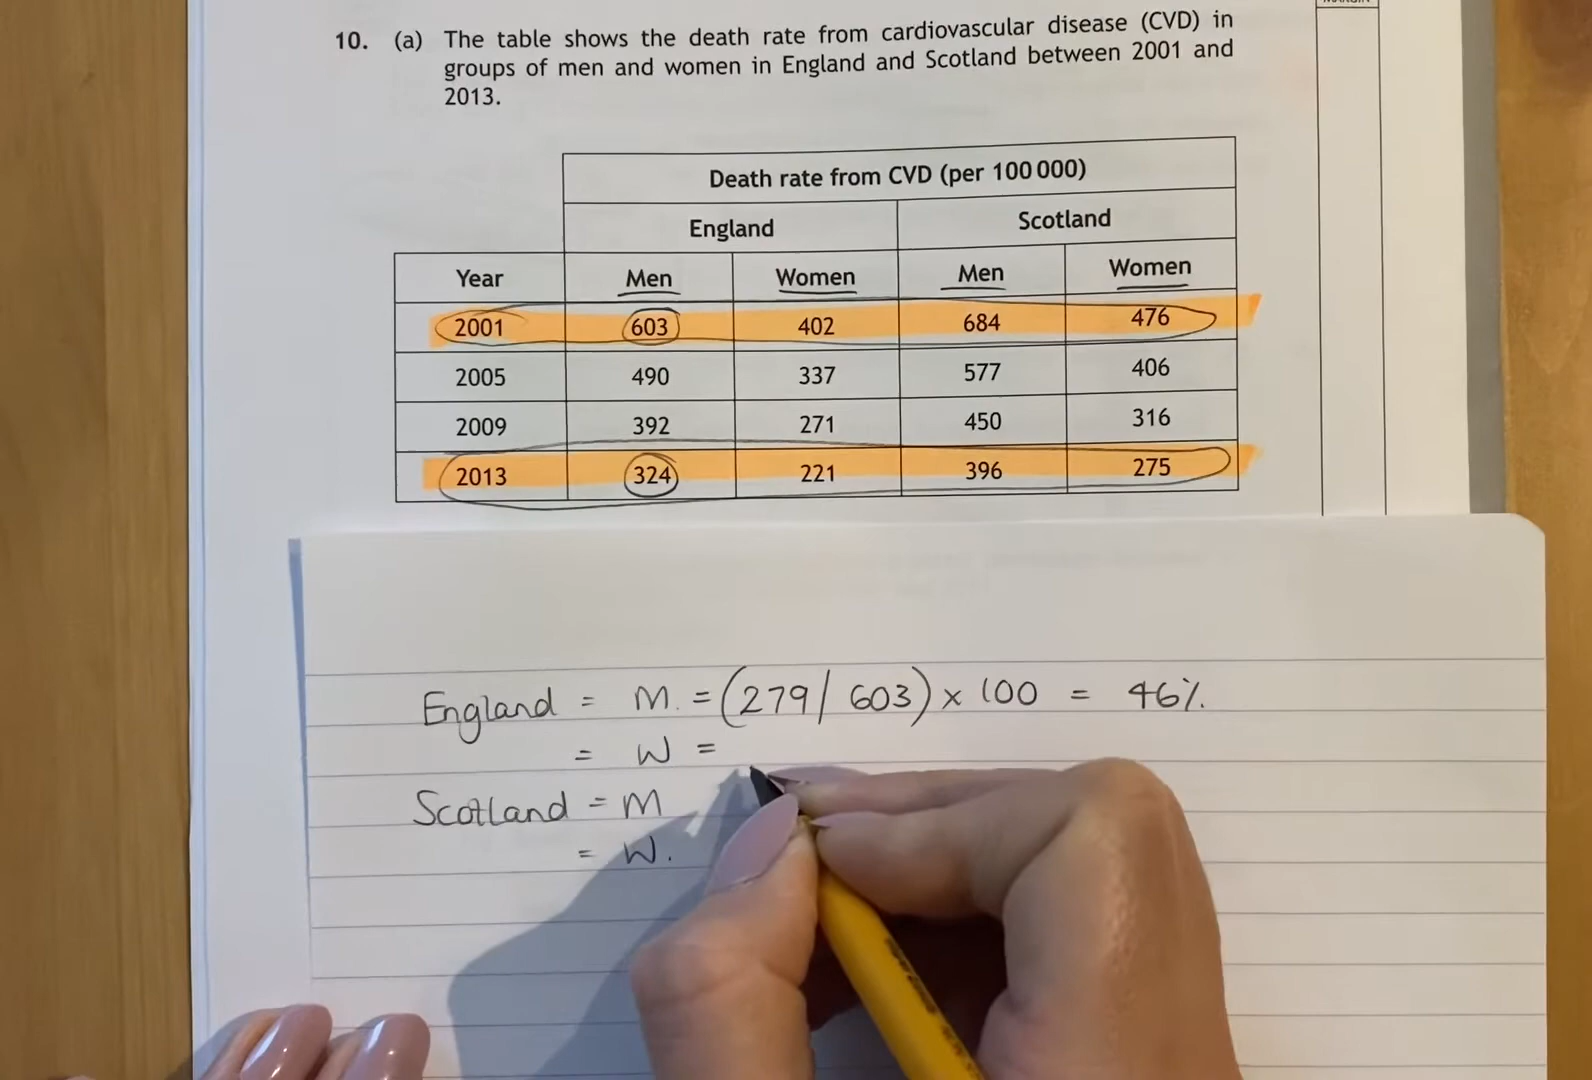 10. (a) The table shows the death rate from cardiovascular disease (CVD) in
groups of men and women in England and Scotland between 2001 and
2013.
Death rate from CVD (per 100 000)
England Scotland
Year Men Women Men Women
2001 603 402 684 476
2005 490 337 577 406
2009 392 271 450 316
2013 324 221 396 275
England = M. = (279/ 603) × 100 = 46%.
= W =
Scotland = M
= W.